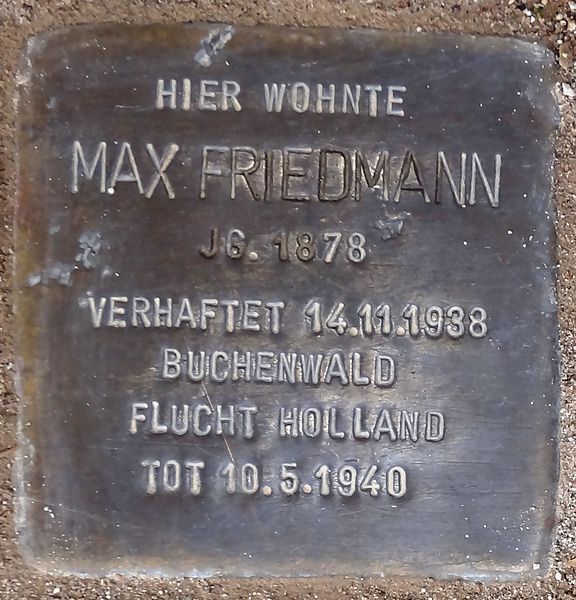 HIER WOHNTE
MAX FRIEDMANN
JG. 1878
VERHAFTET 14.11.1938
BUCHENWALD
FLUCHT HOLLAND
TOT 10.5.1940